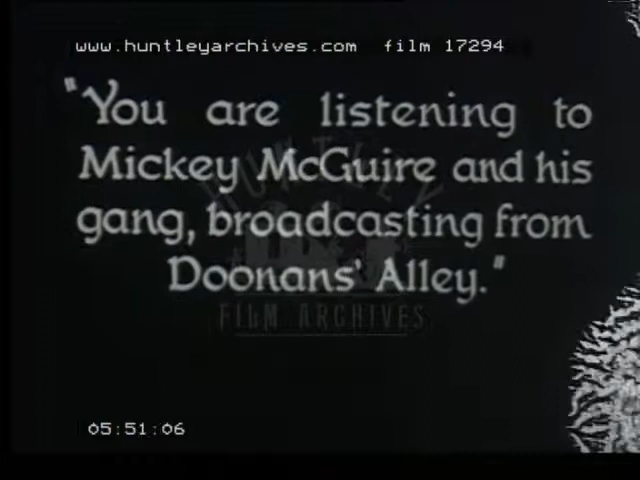 www.huntleyarchives.com film 17294
"You are listening to
Mickey McGuire and his
gang, broadcasting from
Doonans' Alley."
HUNTLEY
FILM ARCHIVES
05:51:06